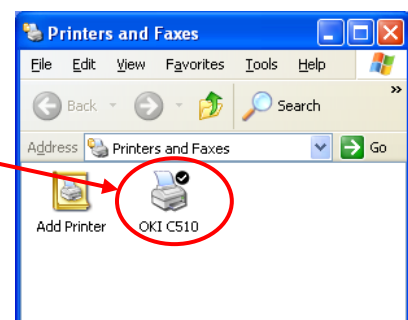 Printers and Faxes
File Edit View Favorites Tools Help
Back Search »
Address Printers and Faxes Go
Add Printer OKI C510